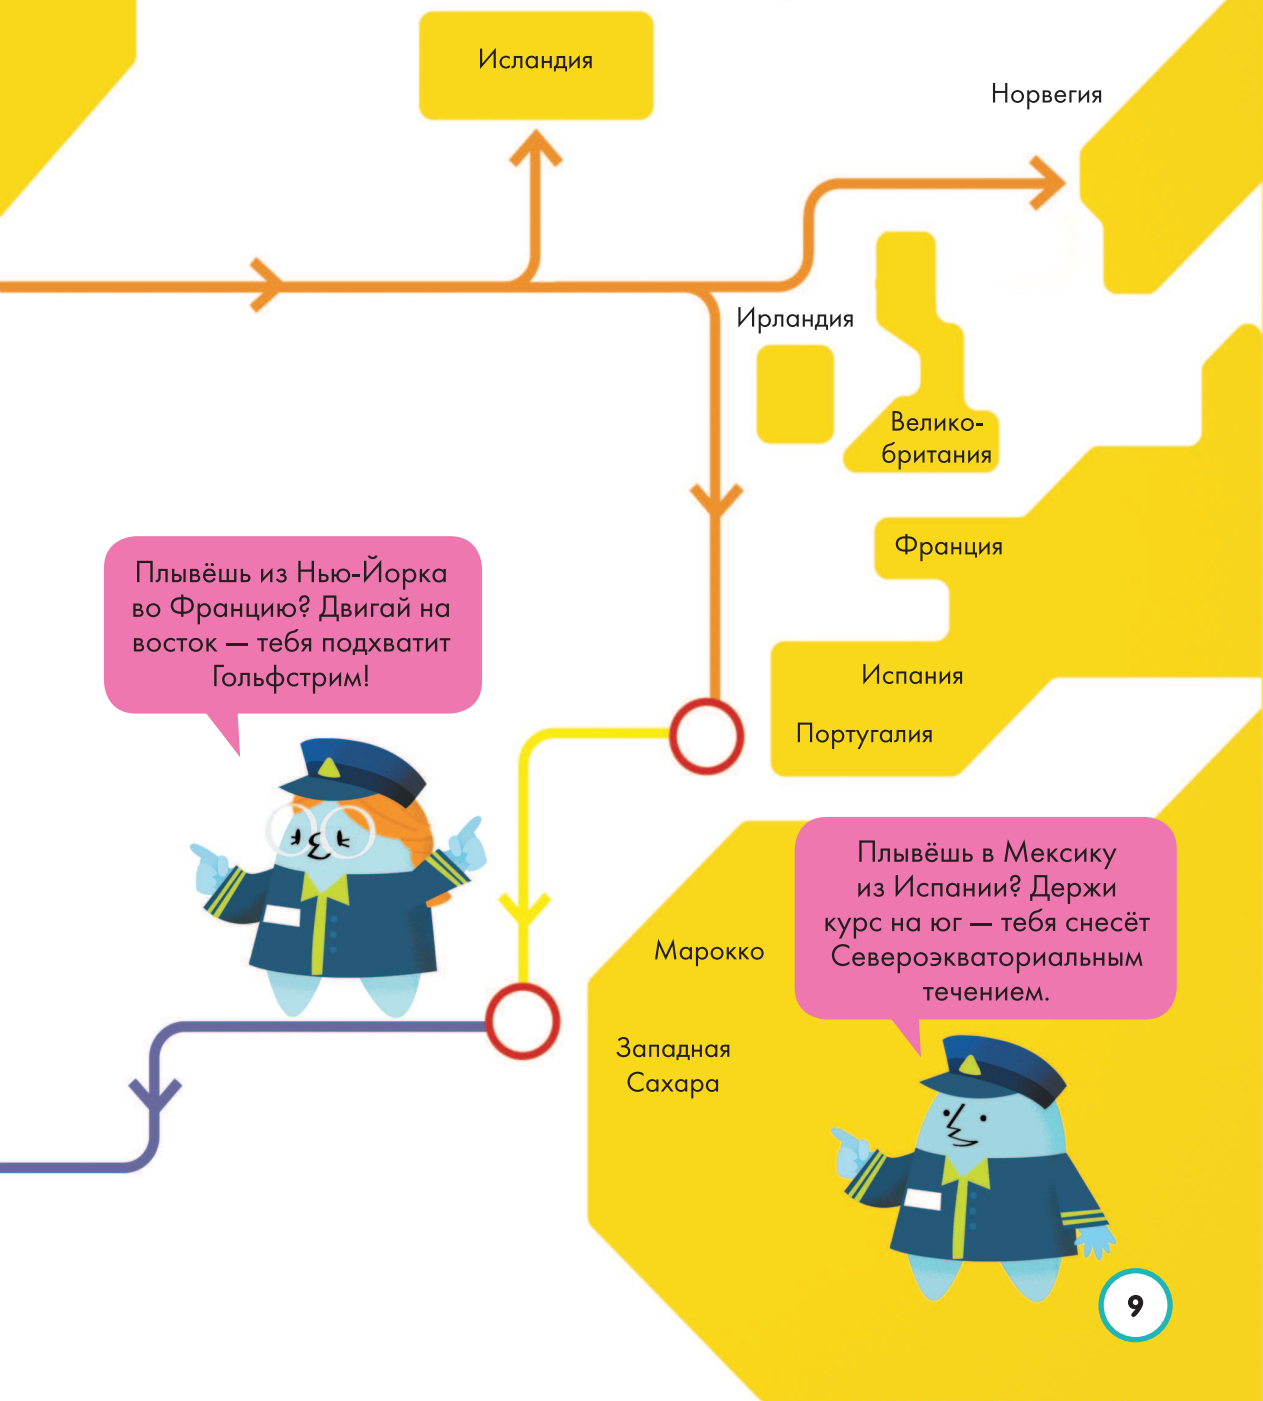 Исландия
Норвегия
Ирландия
Велико-
британия
Франция
Плывёшь из Нью-Йорка
во Францию? Двигай на
восток — тебя подхватит
Гольфстрим!
Испания
Португалия
Плывёшь в Мексику
из Испании? Держи
курс на юг — тебя снесёт
Североэкваториальным
течением.
Марокко
Западная
Сахара
9